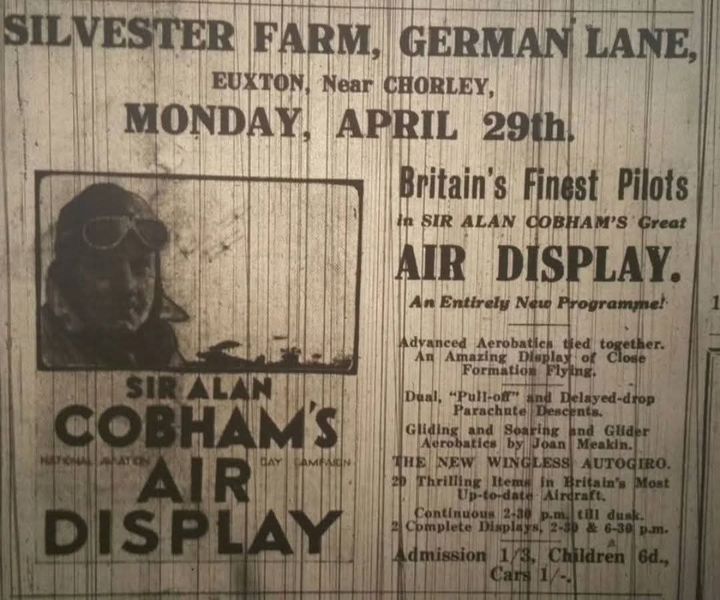 SILVESTER FARM, GERMAN LANE,
EUXTON, Near CHORLEY,
MONDAY, APRIL 29th.
Britain's Finest Pilots
in SIR ALAN COBHAM'S Great
AIR DISPLAY.
An Entirely New Programme!
Advanced Aerobatics tied together.
An Amazing Display of Close
Formation Flying.
Dual, "Pull-off" and Delayed-drop
Parachute Descents.
Gliding and Soaring and Glider
Aerobatics by Joan Meakin.
THE NEW WINGLESS AUTOGIRO.
20 Thrilling Items in Britain's Most
Up-to-date Aircraft.
Continuous 2-30 p.m. till dusk.
2 Complete Displays, 2-30 & 6-30 p.m.
Admission 1/3, Children 6d.,
Cars 1/-.
SIR ALAN
COBHAM'S
NATIONAL AVIATION DAY CAMPAIGN
AIR
DISPLAY
1